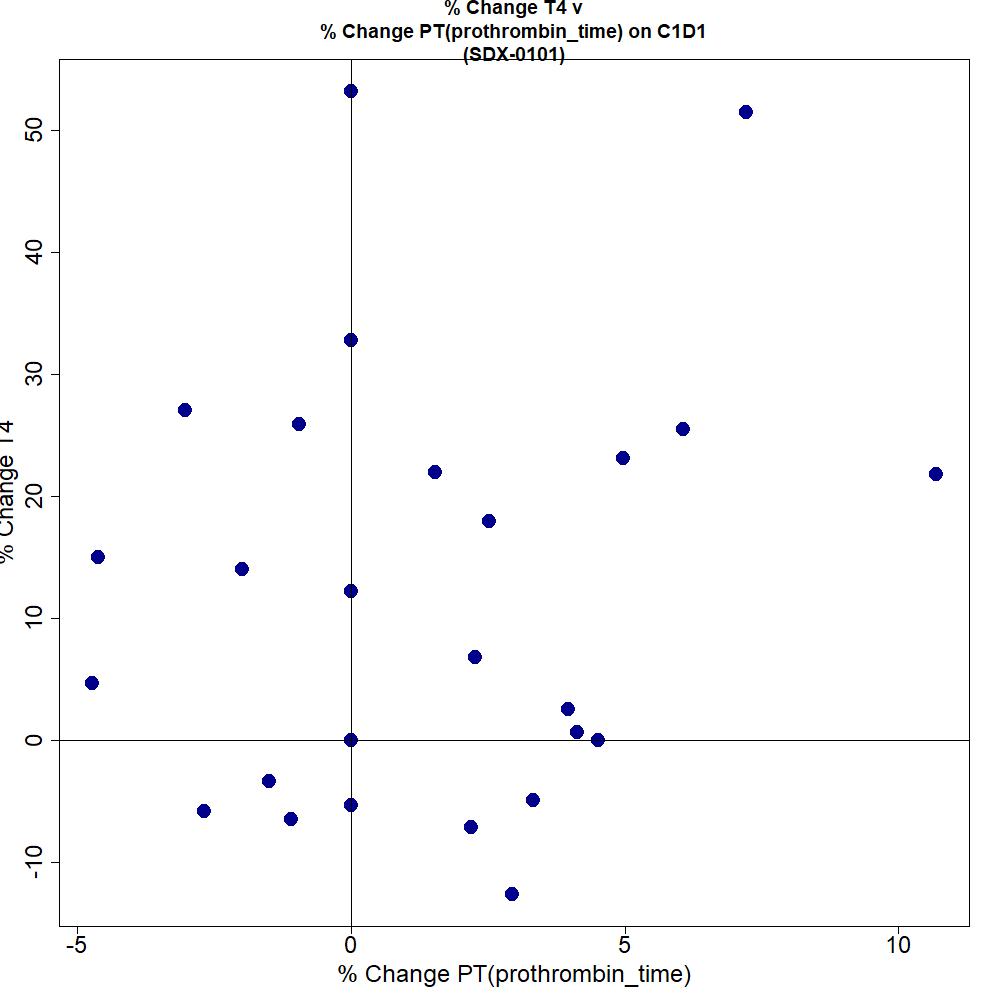 % Change T4 v
% Change PT(prothrombin_time) on C1D1
(SDX-0101)
50
40
30
20
10
0
-10
% Change T4
-5
0
5
10
% Change PT(prothrombin_time)